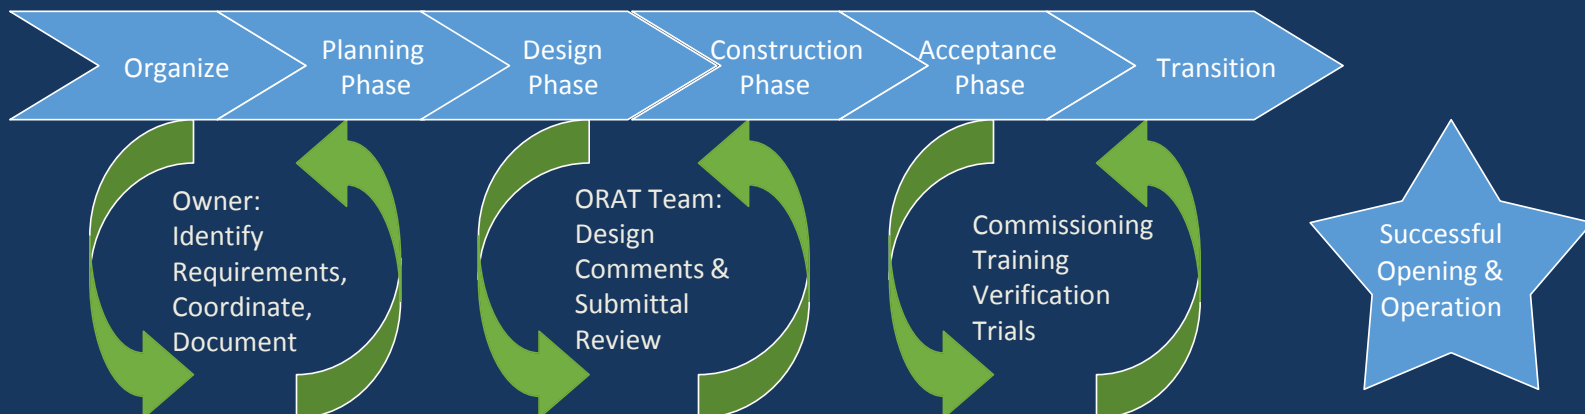 Organize
Planning
Phase
Design
Phase
Construction
Phase
Acceptance
Phase
Transition
Owner:
Identify
Requirements,
Coordinate,
Document
ORAT Team:
Design
Comments &
Submittal
Review
Commissioning
Training
Verification
Trials
Successful
Opening &
Operation